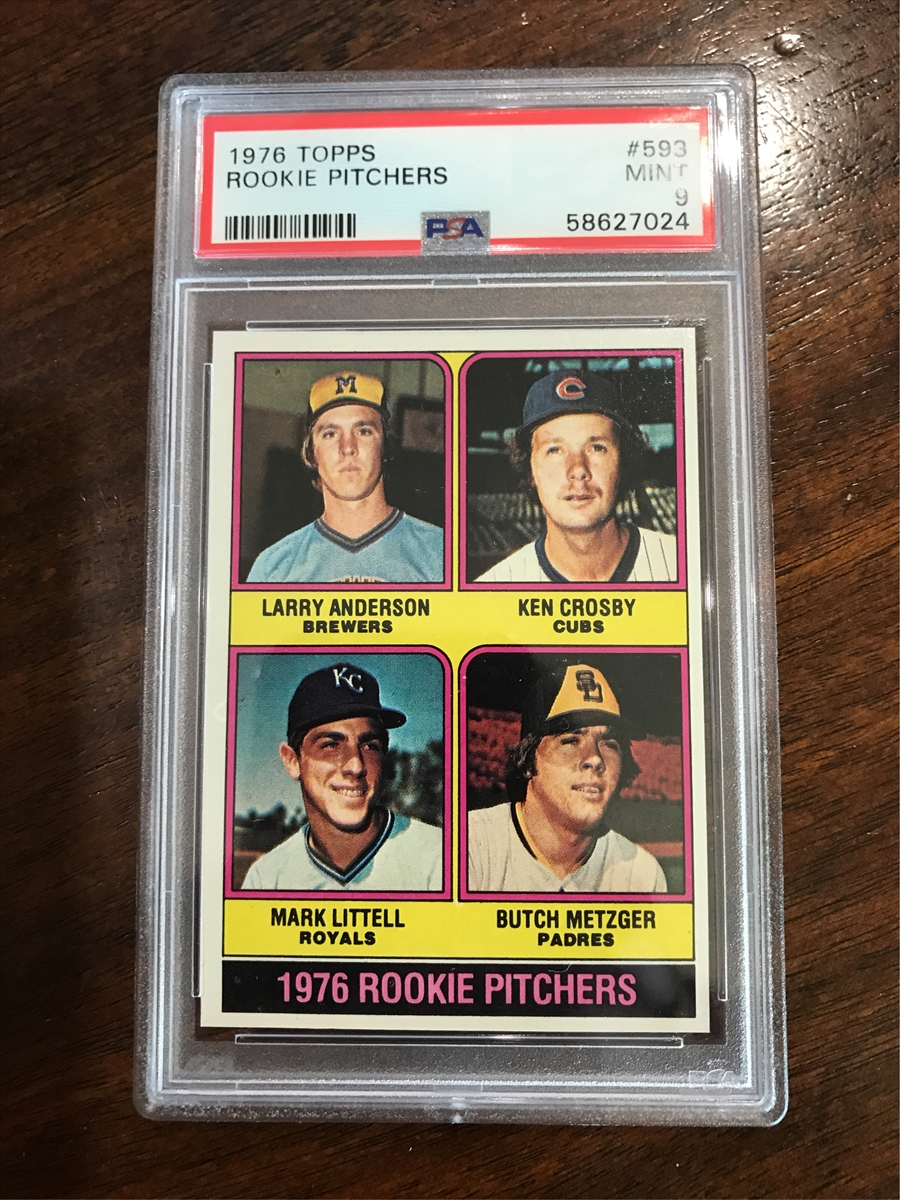 1976 TOPPS #593
ROOKIE PITCHERS MINT
9
58627024
PSA
M
C
LARRY ANDERSON KEN CROSBY
BREWERS CUBS
KC
SD
MARK LITTELL BUTCH METZGER
ROYALS PADRES
1976 ROOKIE PITCHERS
PSA